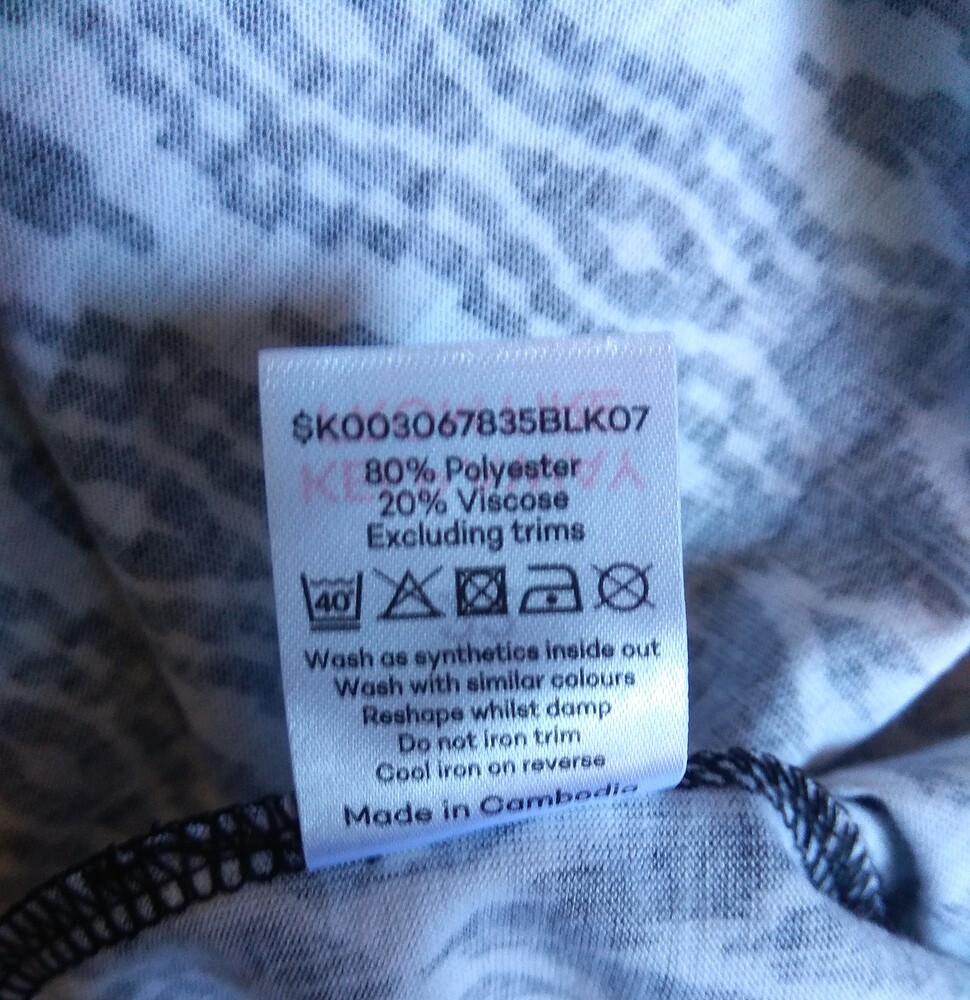 $K003067835BLK07
80% Polyester
20% Viscose
Excluding trims
40°
Wash as synthetics inside out
Wash with similar colours
Reshape whilst damp
Do not iron trim
Cool iron on reverse
Made in Cambodia